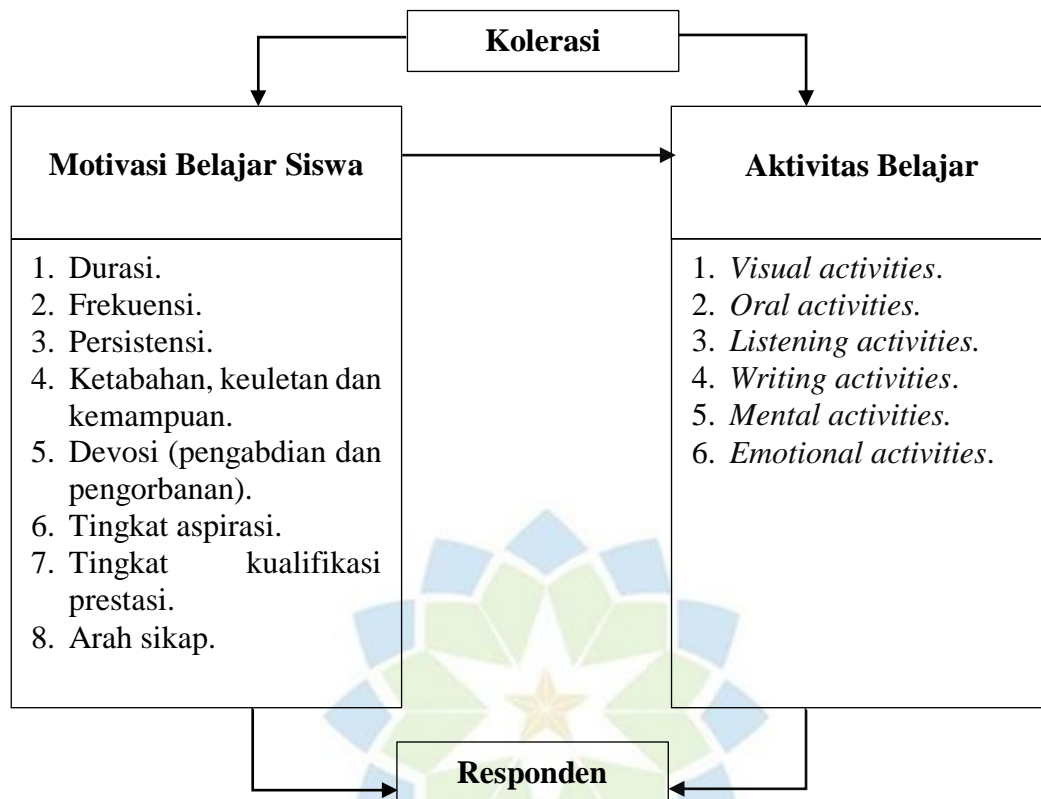 Kolerasi
Motivasi Belajar Siswa
1. Durasi.
2. Frekuensi.
3. Persistensi.
4. Ketabahan, keuletan dan
kemampuan.
5. Devosi (pengabdian dan
pengorbanan).
6. Tingkat aspirasi.
7. Tingkat kualifikasi
prestasi.
8. Arah sikap.
Aktivitas Belajar
1. Visual activities.
2. Oral activities.
3. Listening activities.
4. Writing activities.
5. Mental activities.
6. Emotional activities.
Responden